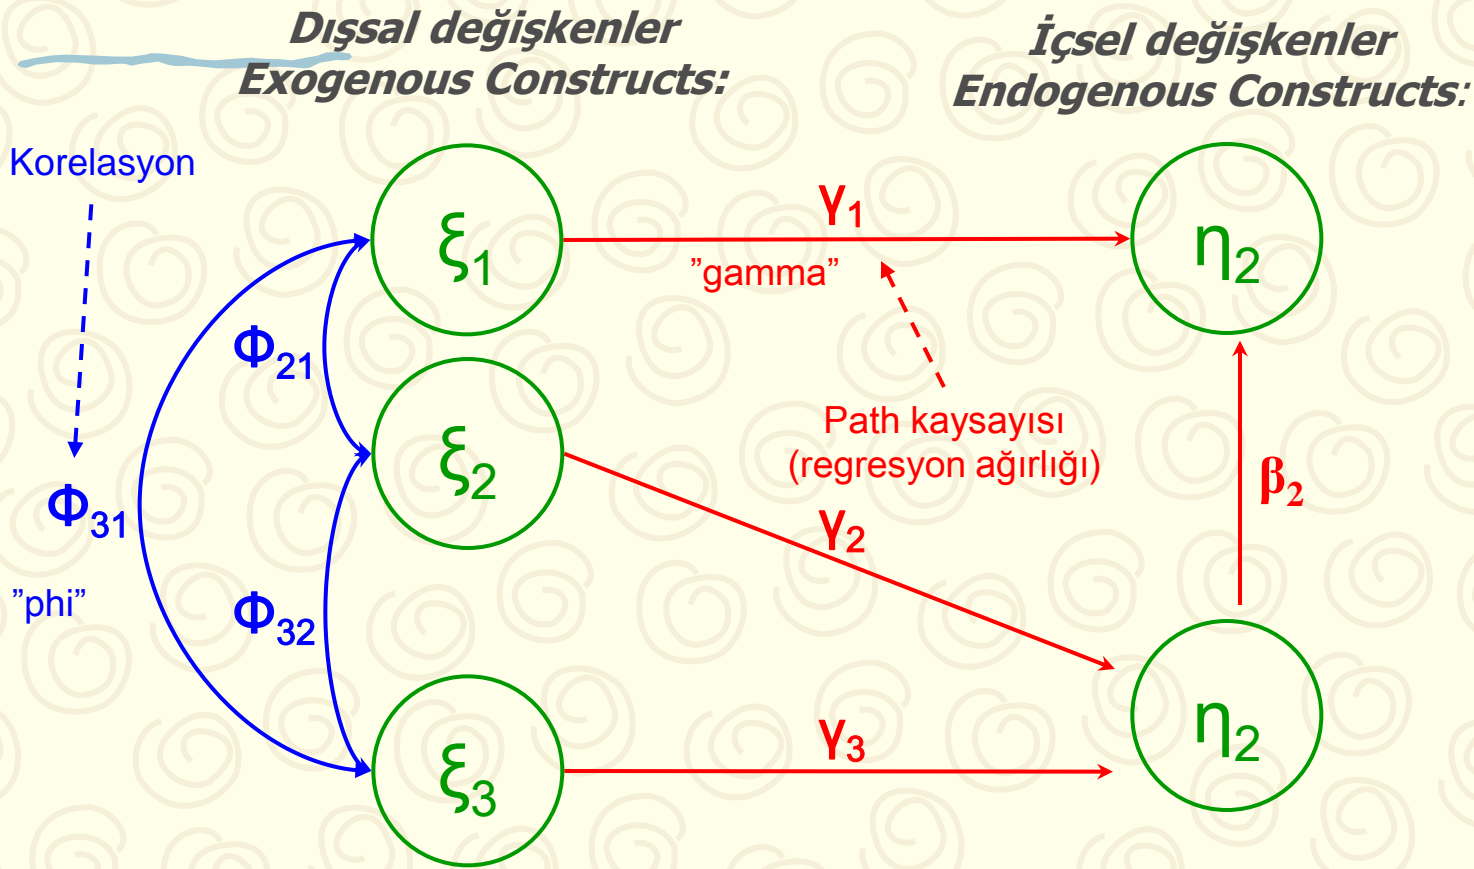 Dışsal değişkenler
Exogenous Constructs:
İçsel değişkenler
Endogenous Constructs:
Korelasyon
ξ1
γ1
η2
"gamma"
Φ21
Path kaysayısı
(regresyon ağırlığı)
ξ2
Φ31
γ2
β2
"phi"
Φ32
ξ3
γ3
η2